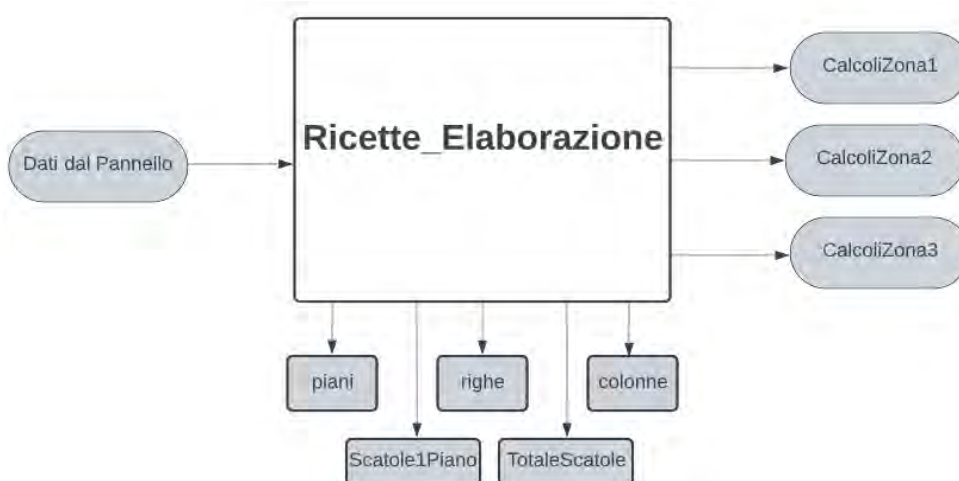 CalcoliZona1
Ricette_Elaborazione
Dati dal Pannello
CalcoliZona2
CalcoliZona3
piani
righe
colonne
Scatole1Piano
TotaleScatole